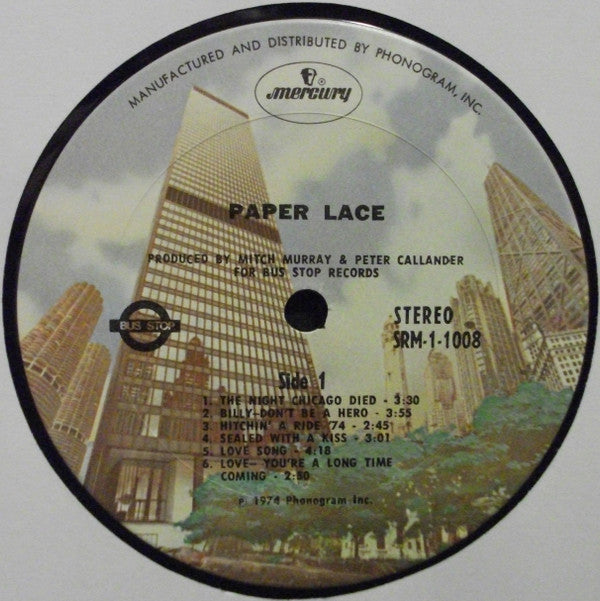 MANUFACTURED AND DISTRIBUTED BY PHONOGRAM, INC.
mercury
PAPER LACE
PRODUCED BY MITCH MURRAY & PETER CALLANDER
FOR BUS STOP RECORDS
BUS STOP
STEREO
SRM-1-1008
Side 1
1. THE NIGHT CHICAGO DIED - 3:30
2. BILLY-DON'T BE A HERO - 3:55
3. HITCHIN' A RIDE '74 - 2:45
4. SEALED WITH A KISS - 3:01
5. LOVE SONG - 4:18
6. LOVE- YOU'RE A LONG TIME
COMING - 2:50
P 1974 Phonogram Inc.